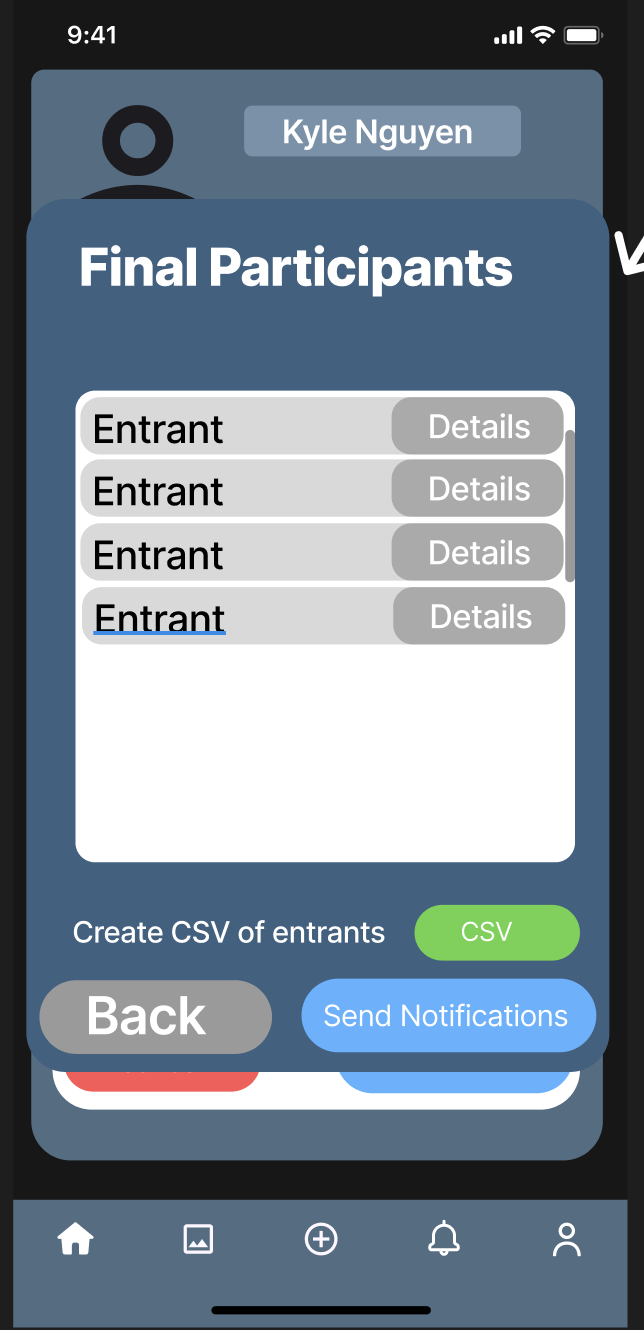 9:41
Kyle Nguyen
Final Participants
Entrant Details
Entrant Details
Entrant Details
Entrant Details
Create CSV of entrants CSV
Back Send Notifications